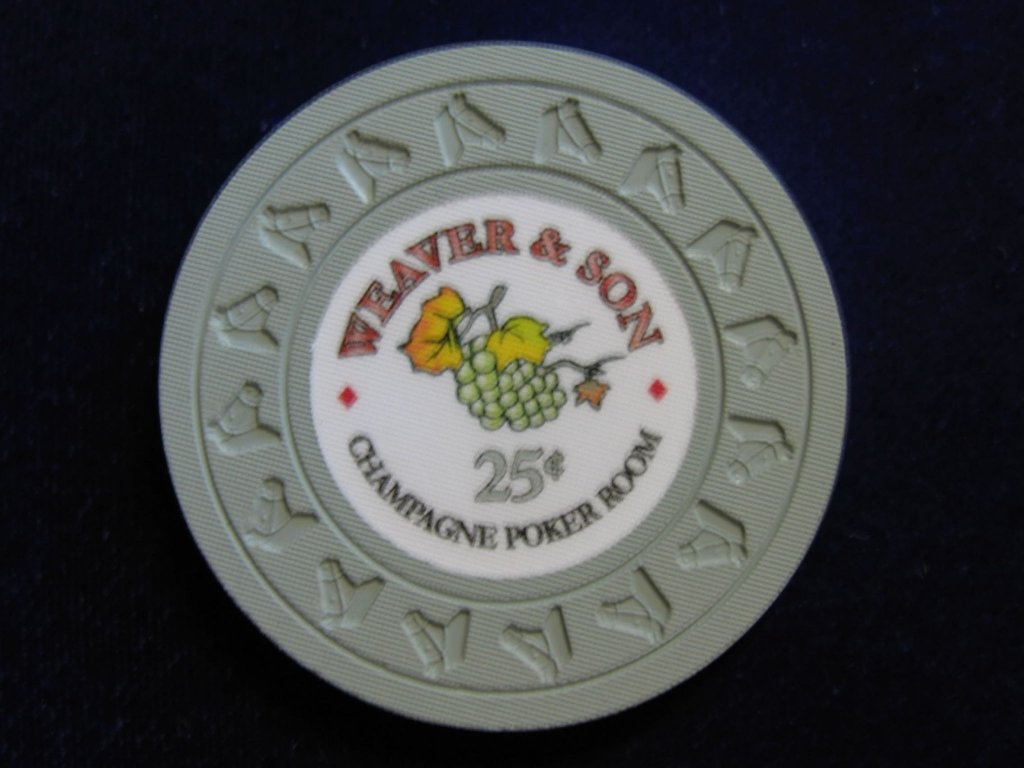 WEAVER & SON
25¢
CHAMPAGNE POKER ROOM